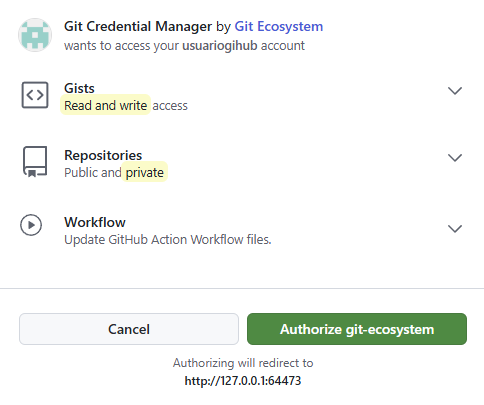 Git Credential Manager by Git Ecosystem
wants to access your usuariogihub account
Gists
Read and write access
Repositories
Public and private
Workflow
Update GitHub Action Workflow files.
Cancel
Authorize git-ecosystem
Authorizing will redirect to
http://127.0.0.1:64473